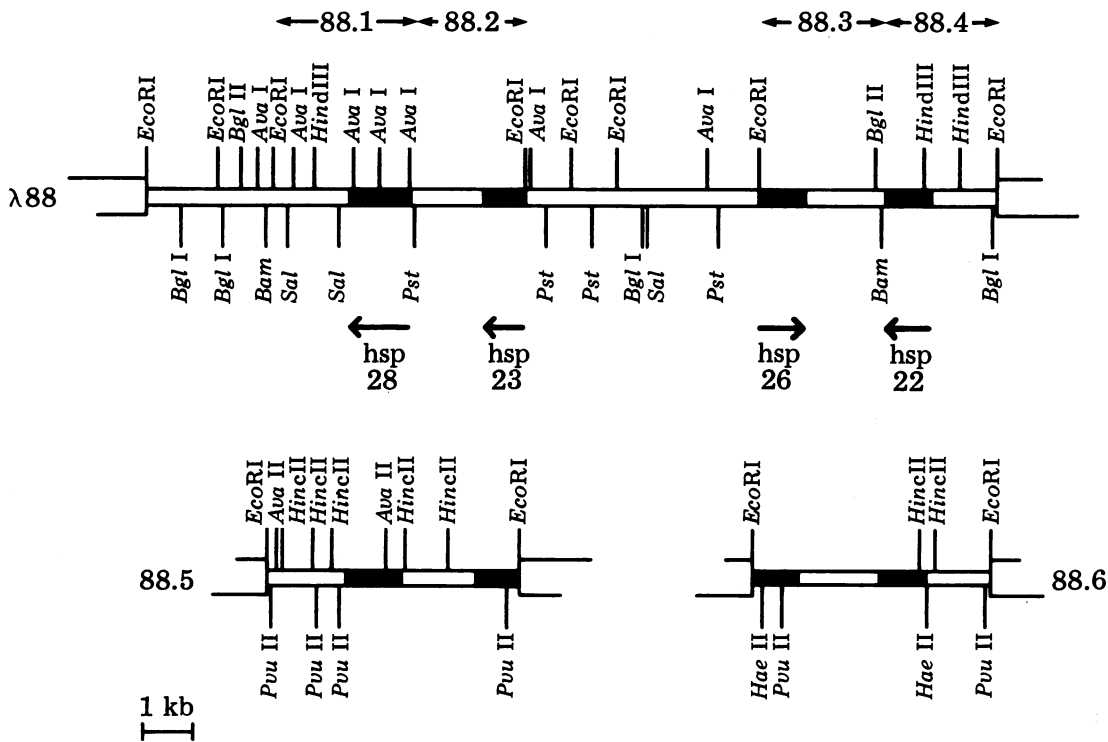 88.1 88.2 88.3 88.4
EcoRI EcoRI Bgl II Ava I EcoRI Ava I HindIII Ava I Ava I Ava I EcoRI Ava I EcoRI EcoRI Ava I EcoRI Bgl II HindIII HindIII EcoRI
λ88
Bgl I Bgl I Bam Sal Sal Pst Pst Pst Bgl I Sal Pst Bam Bgl I
hsp hsp hsp hsp
28 23 26 22
EcoRI Ava II HincII HincII HincII Ava II HincII HincII EcoRI EcoRI HincII HincII EcoRI
88.5 88.6
Pvu II Pvu II Pvu II Pvu II Hae II Pvu II Hae II Pvu II
1 kb